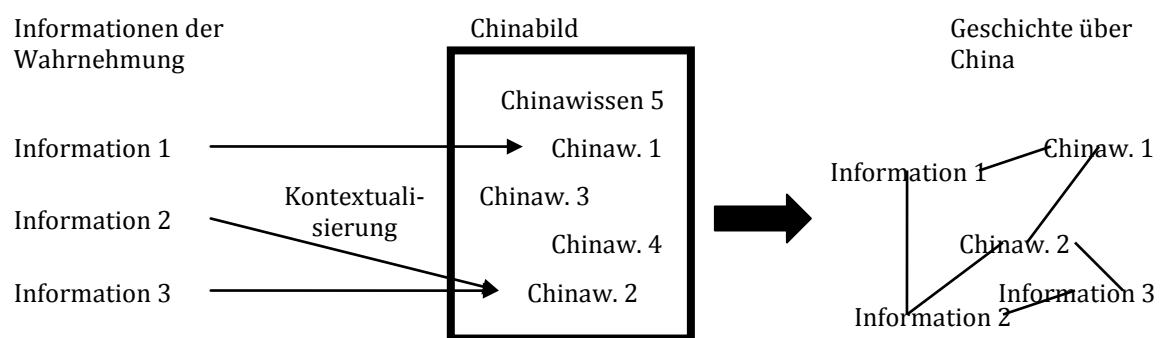 Informationen der
Wahrnehmung
Chinabild
Geschichte über
China
Chinawissen 5
Information 1
Chinaw. 1
Kontextuali-
sierung
Chinaw. 3
Information 2
Chinaw. 4
Information 3
Chinaw. 2
Chinaw. 1
Information 1
Chinaw. 2
Information 3
Information 2